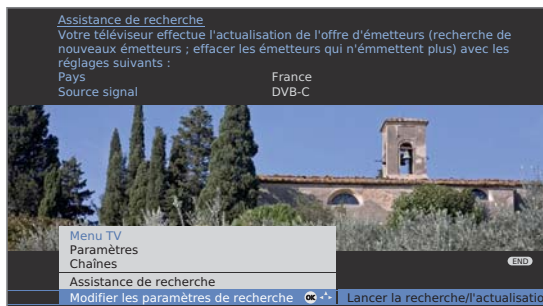 Assistance de recherche
Votre téléviseur effectue l'actualisation de l'offre d'émetteurs (recherche de
nouveaux émetteurs ; effacer les émetteurs qui n'émmettent plus) avec les
réglages suivants :
Pays France
Source signal DVB-C
Menu TV
Paramètres
Chaînes
END
Assistance de recherche
Modifier les paramètres de recherche OK Lancer la recherche/l'actualisatio